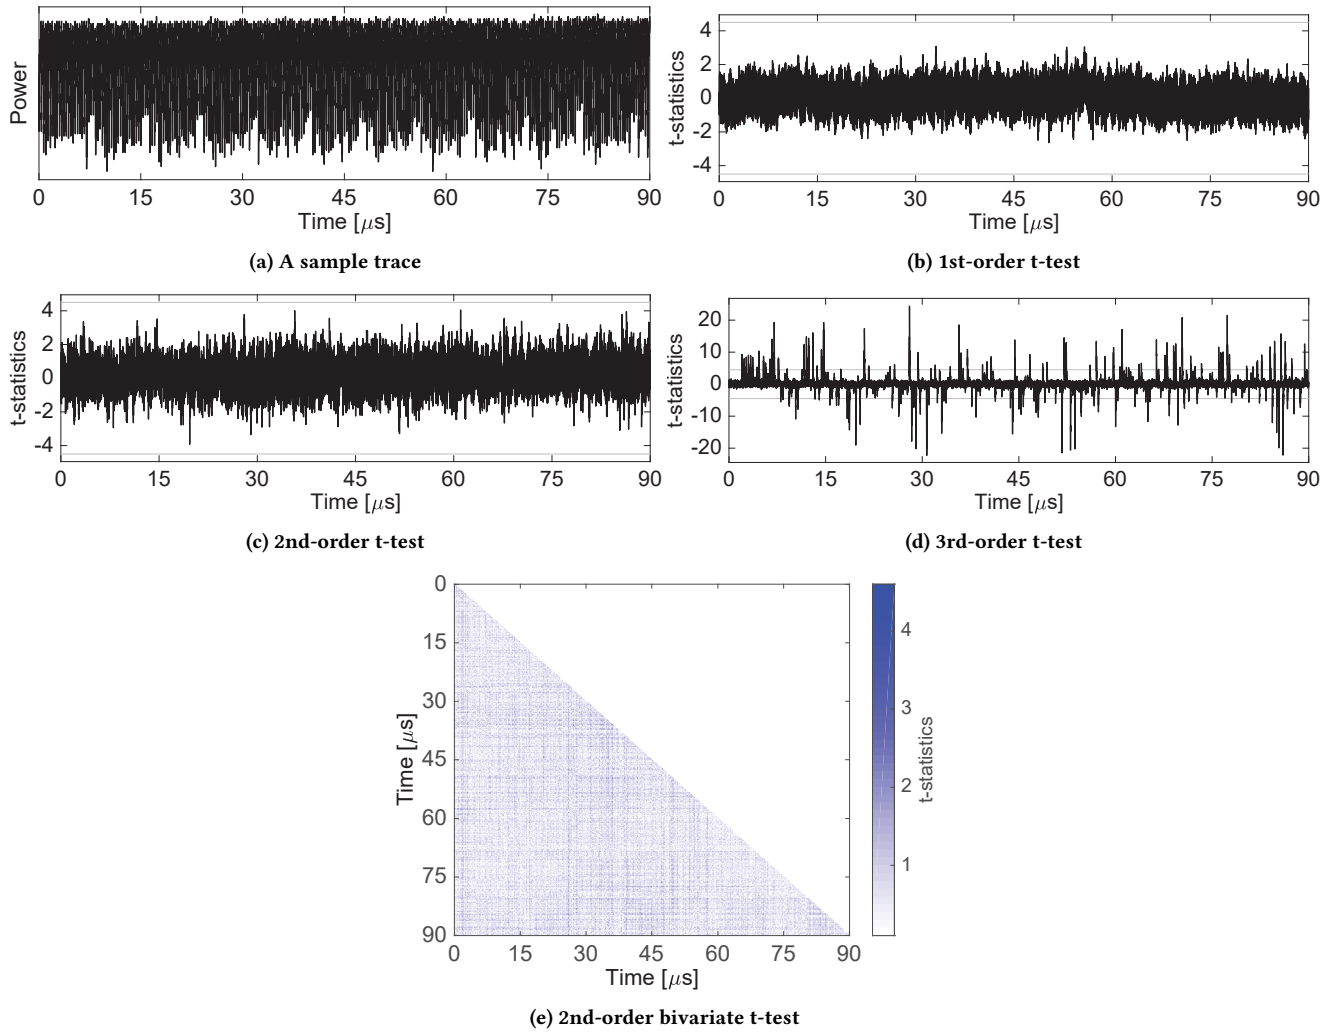 Power
0 15 30 45 60 75 90
Time [μs]
(a) A sample trace
t-statistics
4
2
0
-2
-4
0 15 30 45 60 75 90
Time [μs]
(b) 1st-order t-test
t-statistics
4
2
0
-2
-4
0 15 30 45 60 75 90
Time [μs]
(c) 2nd-order t-test
t-statistics
20
10
0
-10
-20
0 15 30 45 60 75 90
Time [μs]
(d) 3rd-order t-test
Time [μs]
0
15
30
45
60
75
90
0 15 30 45 60 75 90
Time [μs]
4
3
2
1
t-statistics
(e) 2nd-order bivariate t-test